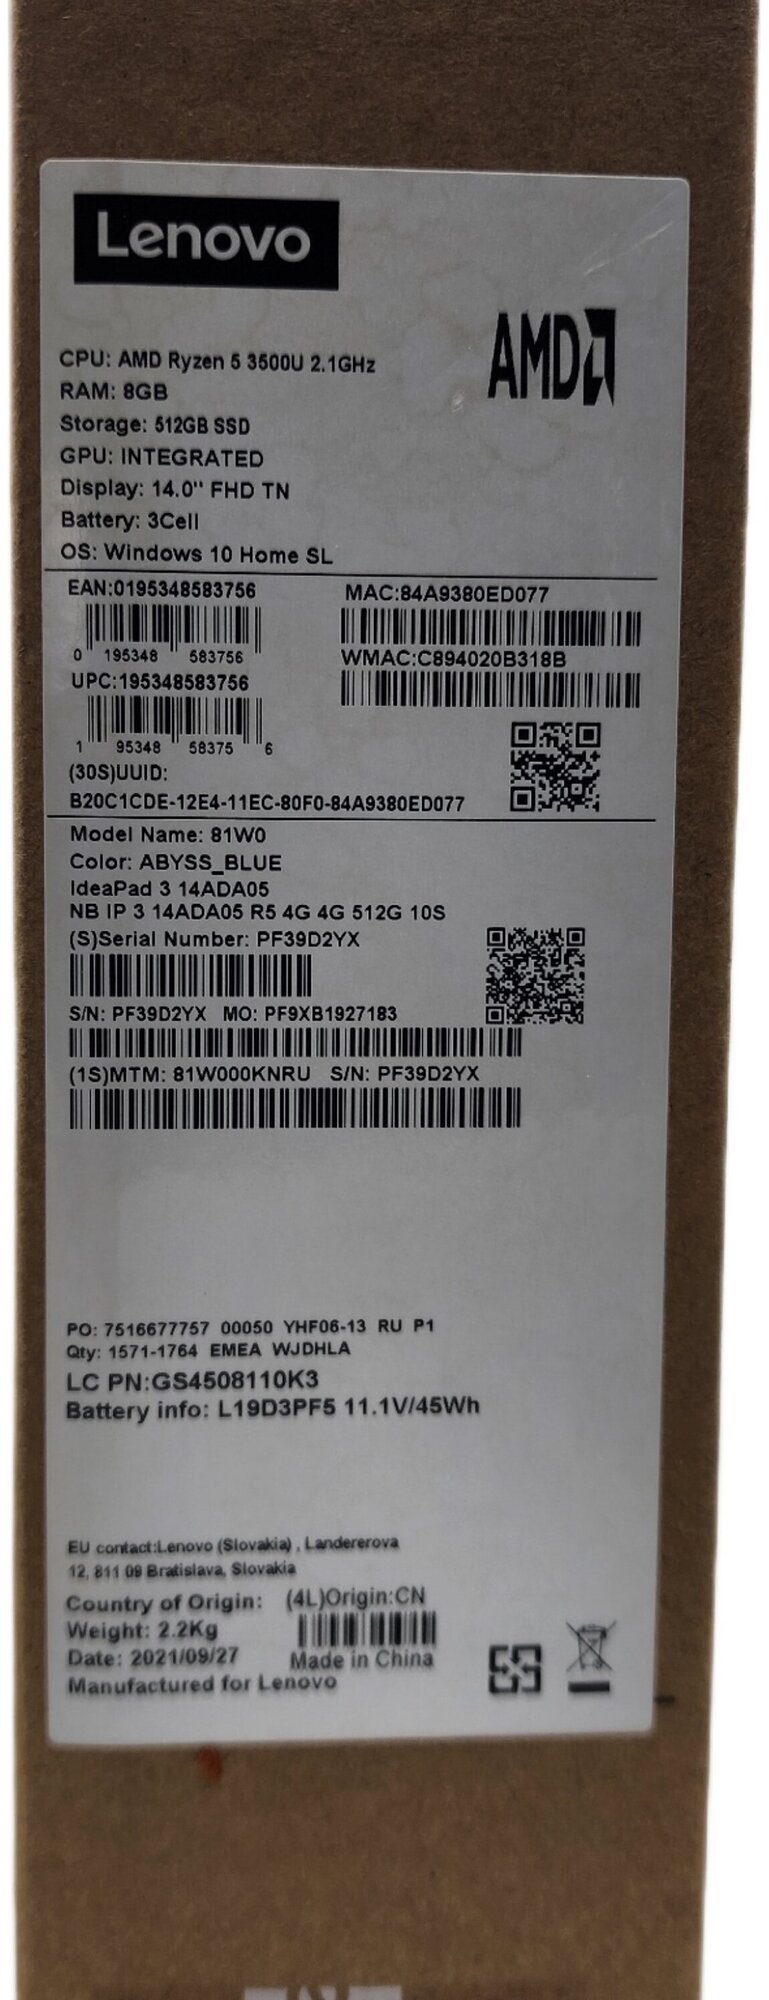 Lenovo
AMD
CPU: AMD Ryzen 5 3500U 2.1GHz
RAM: 8GB
Storage: 512GB SSD
GPU: INTEGRATED
Display: 14.0" FHD TN
Battery: 3Cell
OS: Windows 10 Home SL
EAN:0195348583756 MAC:84A9380ED077
0 195348 583756 WMAC:C894020B318B
UPC:195348583756
1 95348 58375 6
(30S)UUID:
B20C1CDE-12E4-11EC-80F0-84A9380ED077
Model Name: 81W0
Color: ABYSS_BLUE
IdeaPad 3 14ADA05
NB IP 3 14ADA05 R5 4G 4G 512G 10S
(S)Serial Number: PF39D2YX
S/N: PF39D2YX MO: PF9XB1927183
(1S)MTM: 81W000KNRU S/N: PF39D2YX
PO: 7516677757 00050 YHF06-13 RU P1
Qty: 1571-1764 EMEA WJDHLA
LC PN:GS4508110K3
Battery info: L19D3PF5 11.1V/45Wh
EU contact:Lenovo (Slovakia) , Landererova
12, 811 09 Bratislava, Slovakia
Country of Origin: (4L)Origin:CN
Weight: 2.2Kg
Date: 2021/09/27 Made in China
Manufactured for Lenovo